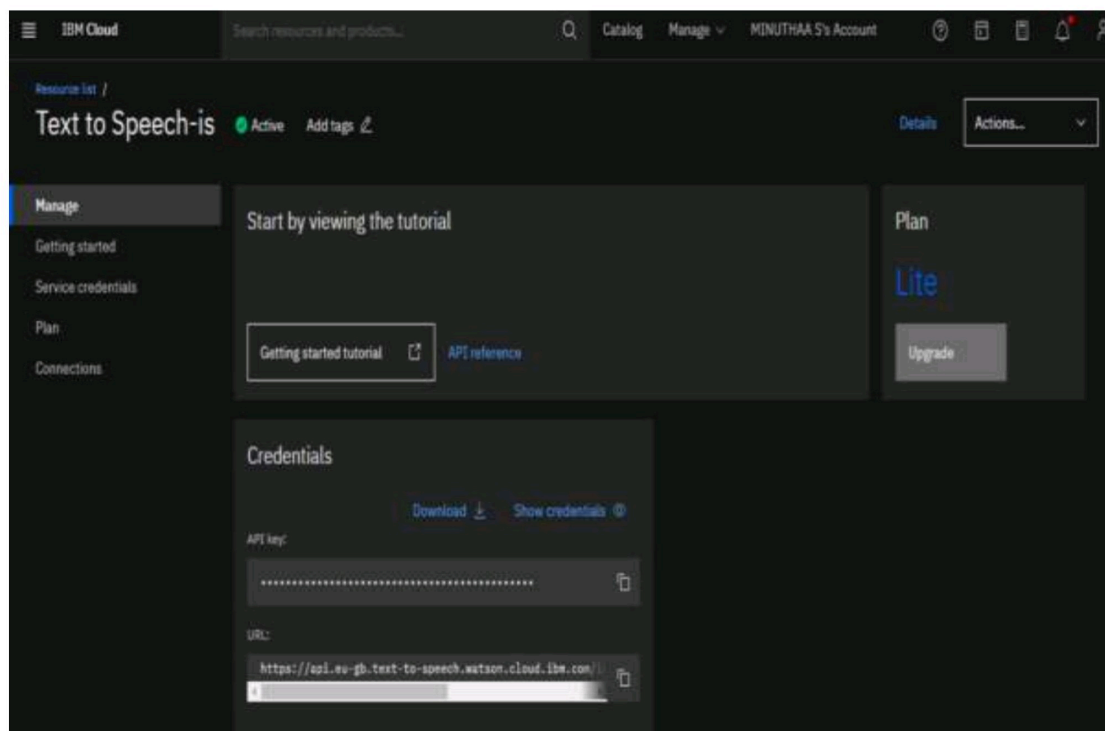 IBM Cloud
Search resources and products...
Catalog
Manage
MINUTHAA S's Account
Resource list /
Text to Speech-is
Active
Add tags
Details
Actions...
Manage
Getting started
Service credentials
Plan
Connections
Start by viewing the tutorial
Getting started tutorial
API reference
Plan
Lite
Upgrade
Credentials
Download
Show credentials
API key:
••••••••••••••••••••••••••••••••••••••••••••
URL:
https://api.eu-gb.text-to-speech.watson.cloud.ibm.com/